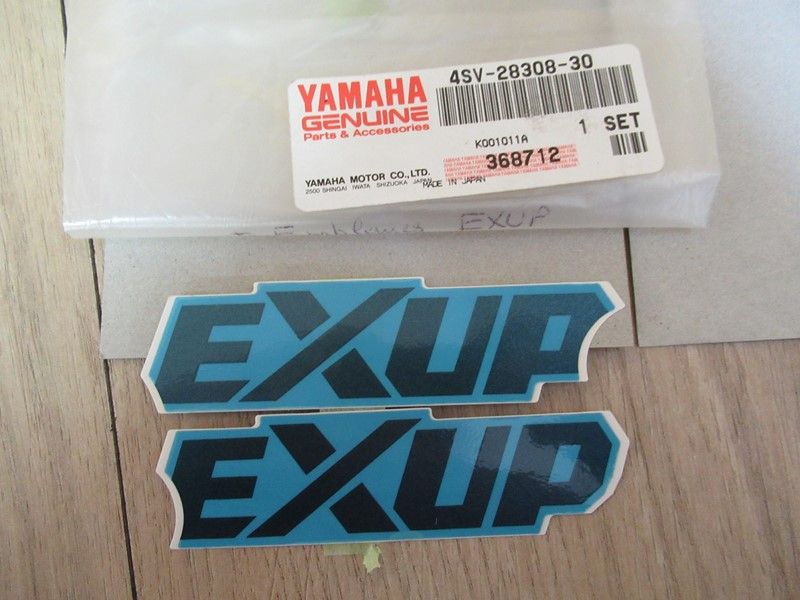 YAMAHA
GENUINE
Parts & Accessories
4SV-28308-30
1 SET
K001011A
368712
YAMAHA MOTOR CO., LTD.
2500 SHINGAI IWATA SHIZUOKA JAPAN
MADE IN JAPAN
EXUP
EXUP
EXUP